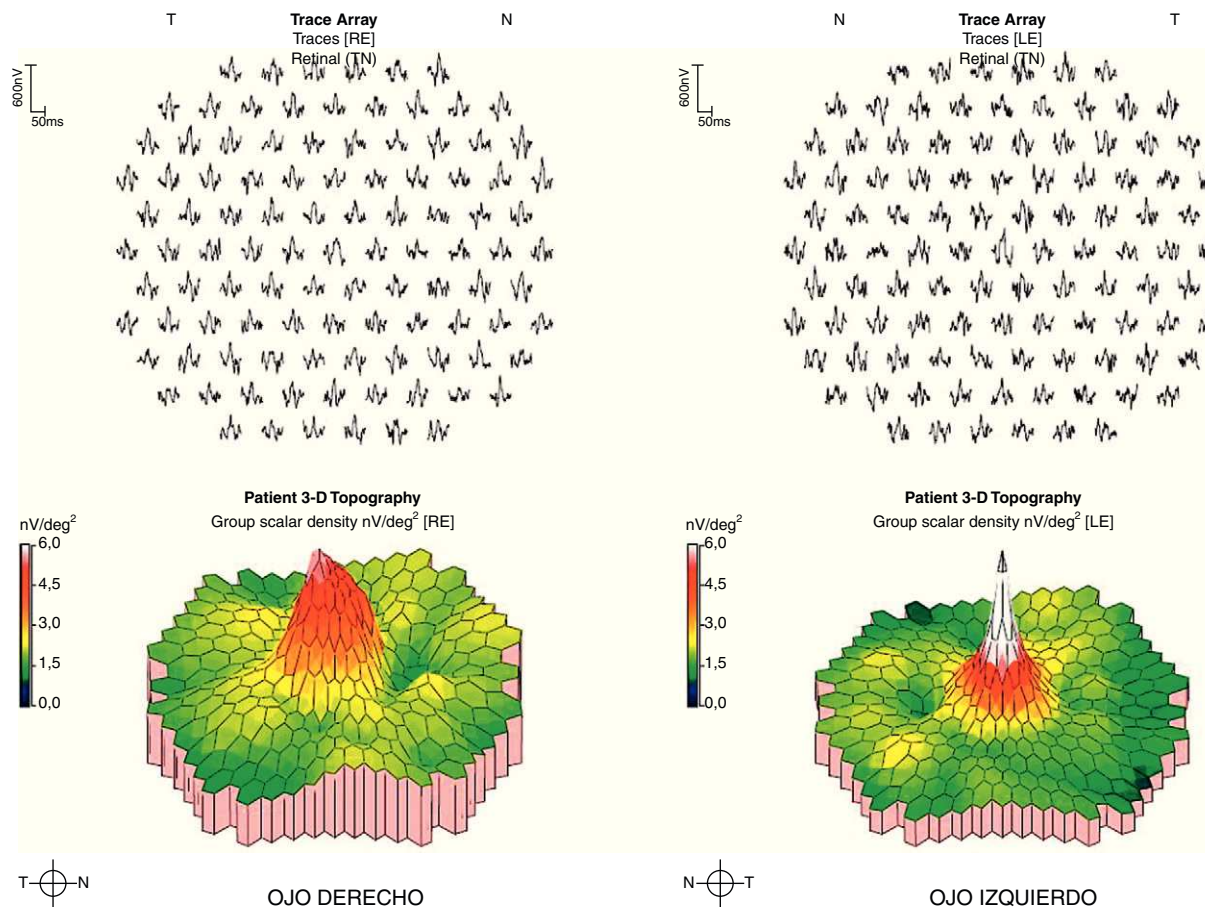 T
Trace Array
N
Traces [RE]
Retinal (TN)
600nV
50ms
N
Trace Array
T
Traces [LE]
Retinal (TN)
600nV
50ms
Patient 3-D Topography
Group scalar density nV/deg² [RE]
nV/deg²
6,0
4,5
3,0
1,5
0,0
Patient 3-D Topography
Group scalar density nV/deg² [LE]
nV/deg²
6,0
4,5
3,0
1,5
0,0
T N
OJO DERECHO
N T
OJO IZQUIERDO